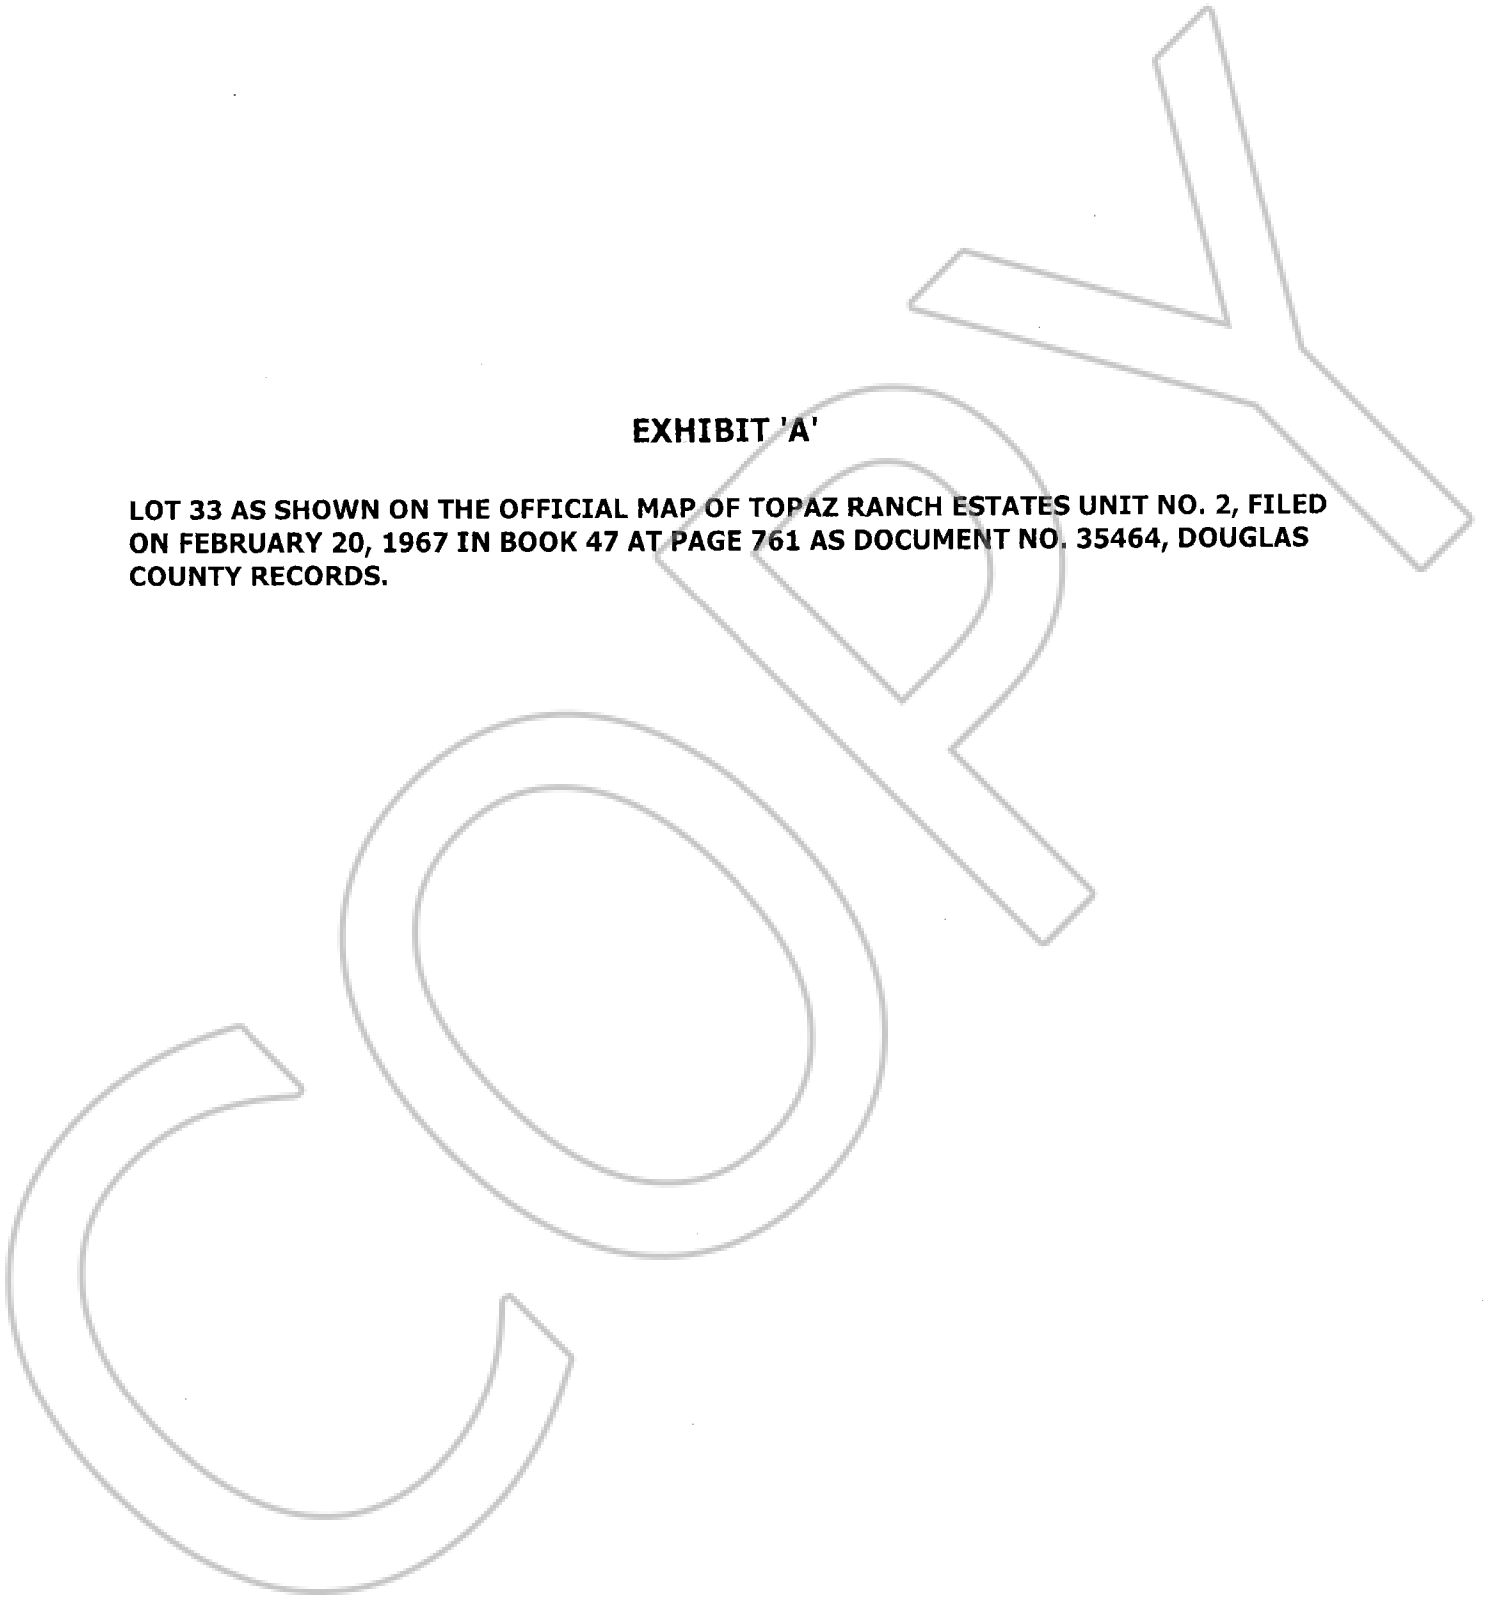 EXHIBIT 'A'
LOT 33 AS SHOWN ON THE OFFICIAL MAP OF TOPAZ RANCH ESTATES UNIT NO. 2, FILED
ON FEBRUARY 20, 1967 IN BOOK 47 AT PAGE 761 AS DOCUMENT NO. 35464, DOUGLAS
COUNTY RECORDS.
COPY